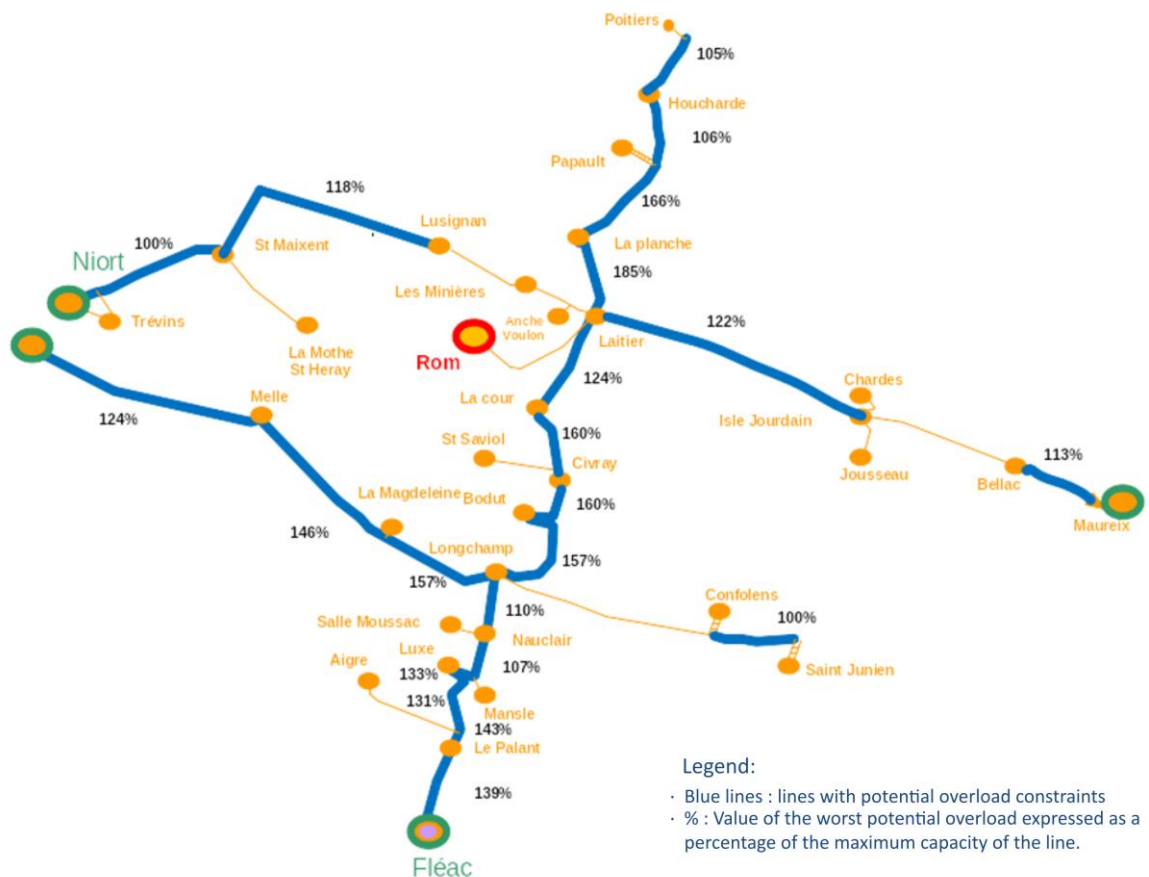 Poitiers
105%
Houcharde
106%
Papault
166%
118%
Lusignan
La planche
100%
St Maixent
Niort
185%
Les Minières
Trévins
Anche
Voulon
122%
Laitier
La Mothe
St Heray
Rom
124%
Chardes
Melle
La cour
Isle Jourdain
124%
160%
St Saviol
Civray
113%
Jousseau
Bellac
La Magdeleine
Bodut
160%
Maureix
146%
Longchamp
157%
157%
Confolens
110%
100%
Salle Moussac
Nauclair
Luxe
107%
Aigre
133%
Saint Junien
131%
Mansle
143%
Le Palant
139%
Fléac
Legend:
· Blue lines : lines with potential overload constraints
· % : Value of the worst potential overload expressed as a
percentage of the maximum capacity of the line.